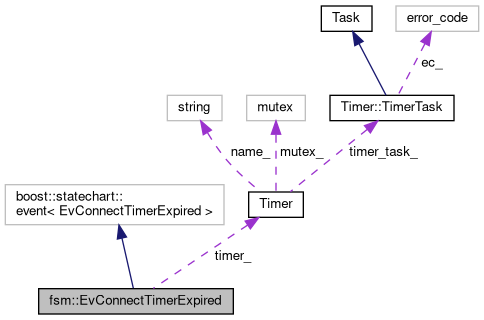 Task
error_code
ec_
string
mutex
Timer::TimerTask
name_
mutex_
timer_task_
boost::statechart::
event< EvConnectTimerExpired >
Timer
timer_
fsm::EvConnectTimerExpired